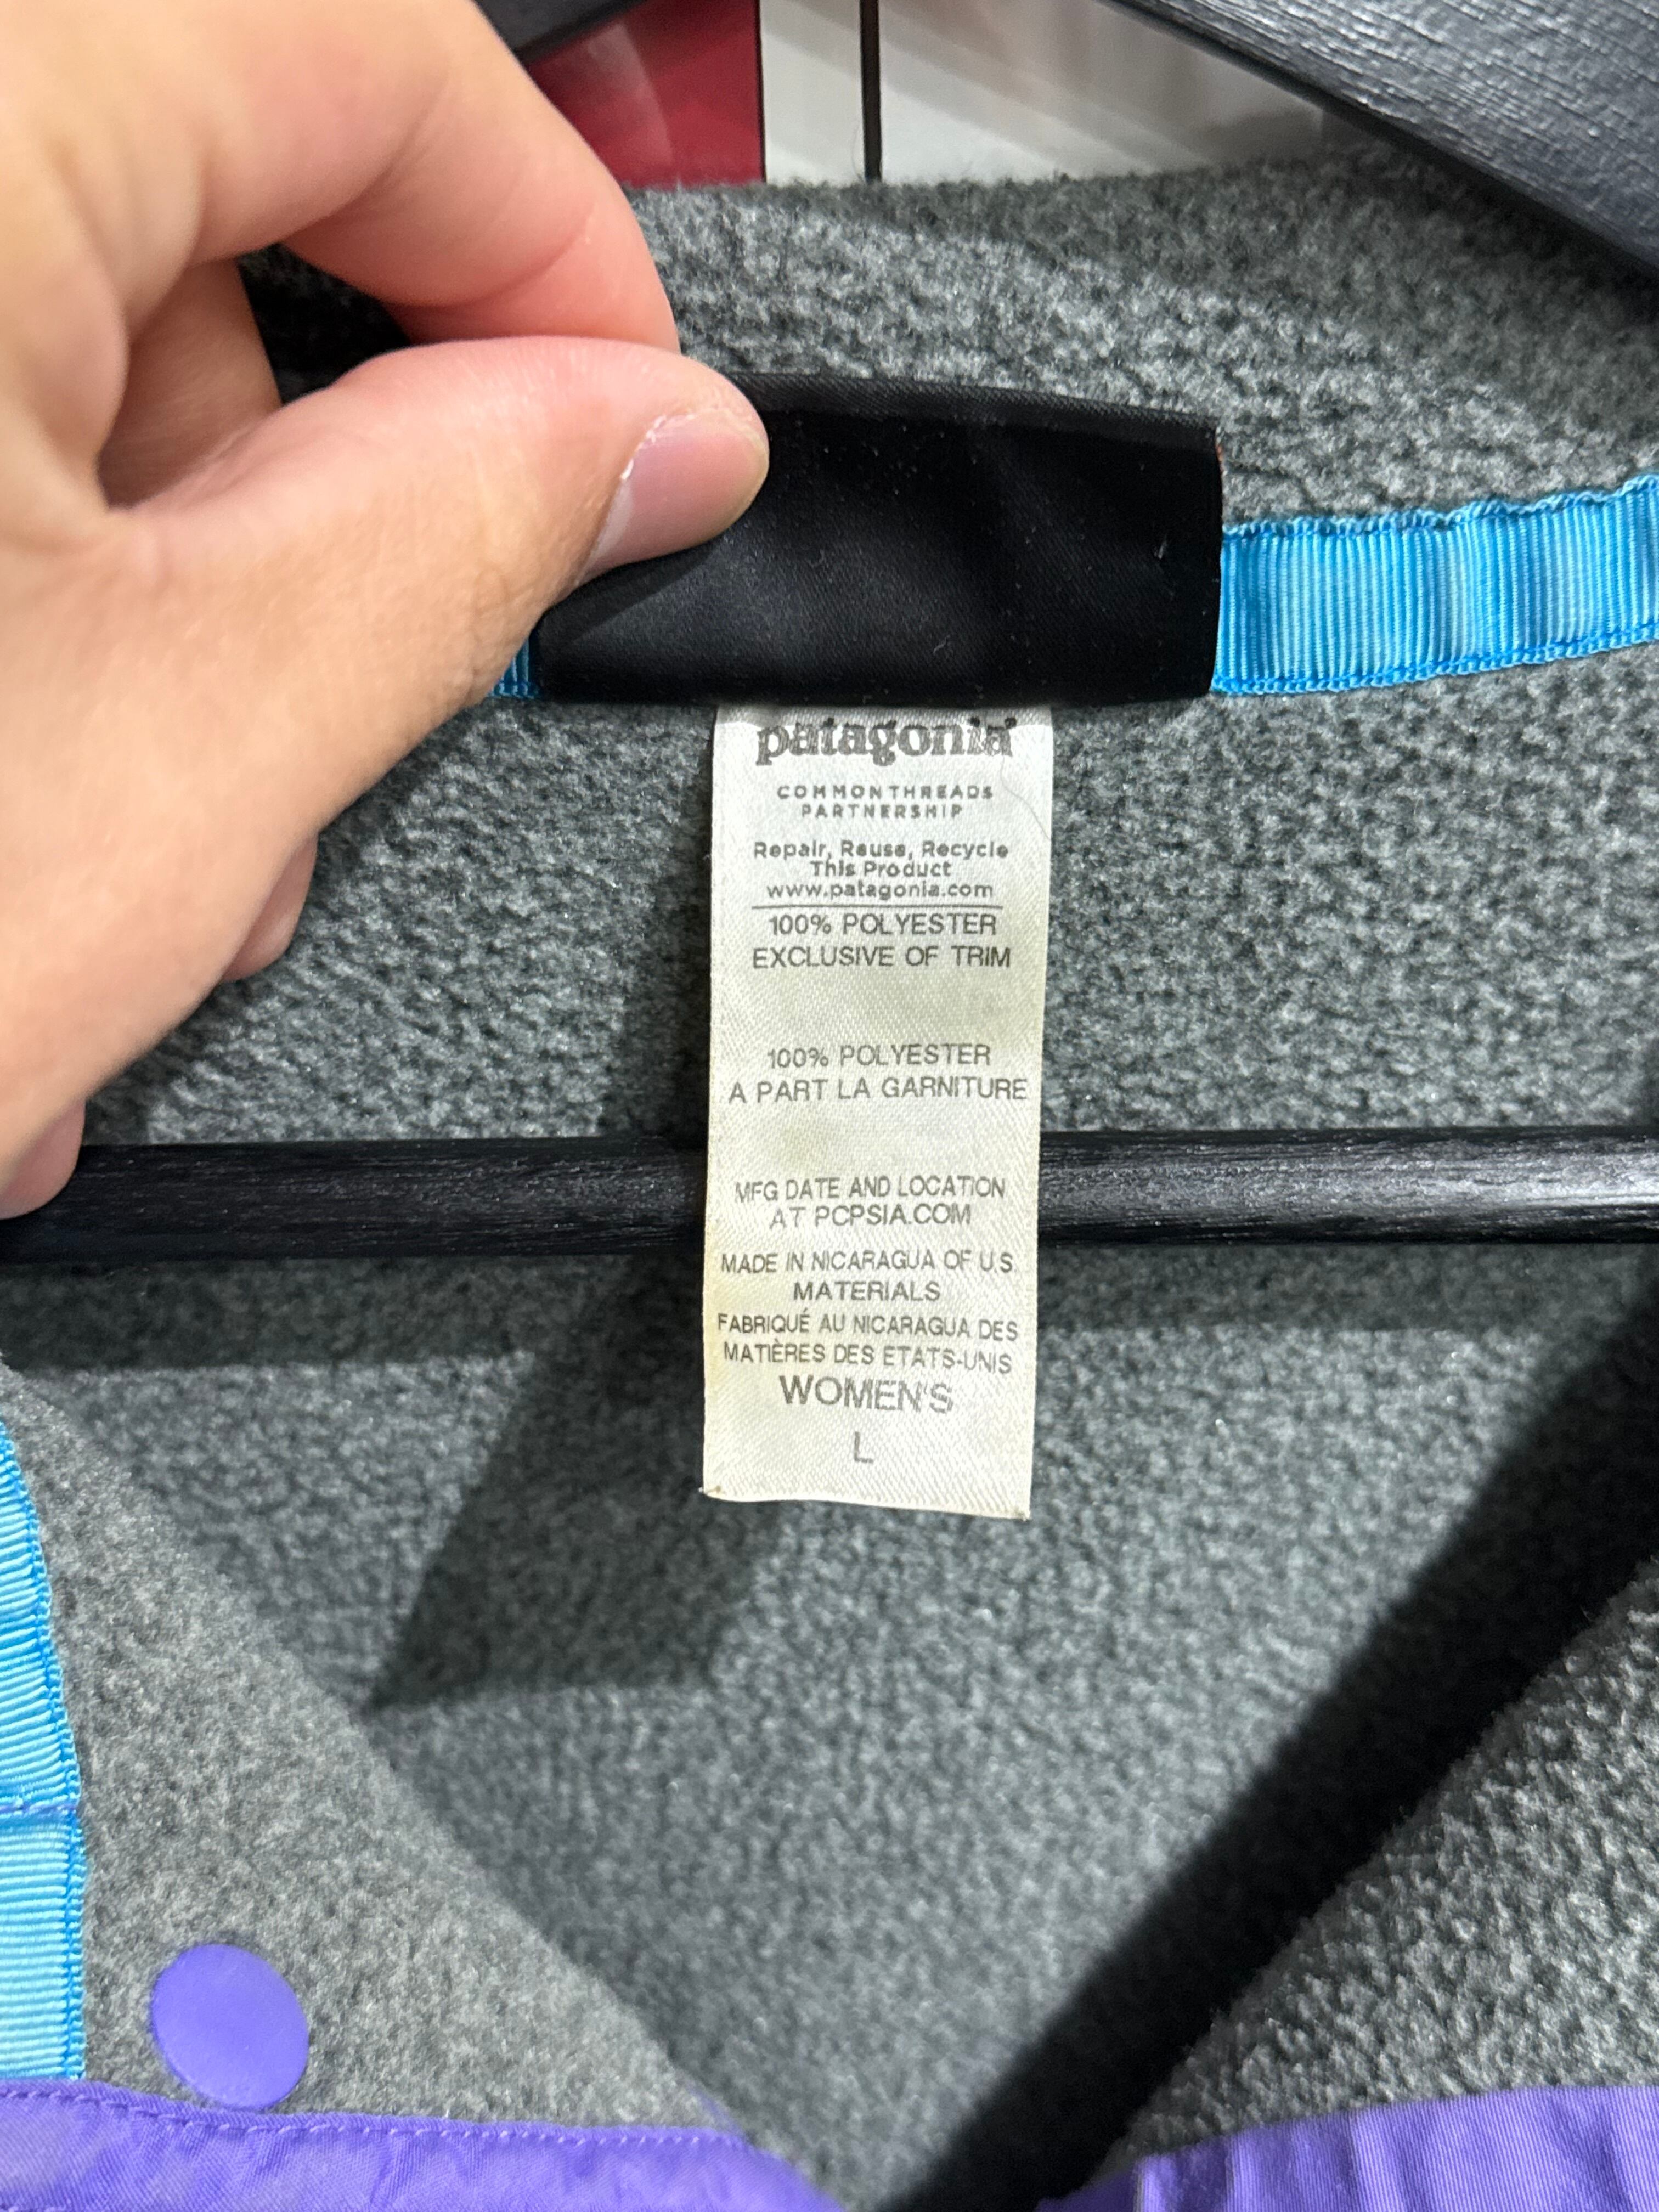 patagonia®
COMMON THREADS
PARTNERSHIP
Repair, Reuse, Recycle
This Product
www.patagonia.com
100% POLYESTER
EXCLUSIVE OF TRIM
100% POLYESTER
A PART LA GARNITURE
MFG DATE AND LOCATION
AT PCPSIA.COM
MADE IN NICARAGUA OF U.S.
MATERIALS
FABRIQUÉ AU NICARAGUA DES
MATIÈRES DES ETATS-UNIS
WOMEN'S
L